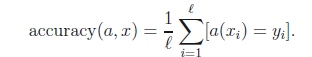 accuracy(a, x) = \frac{1}{\ell} \sum_{i=1}^{\ell} [a(x_i) = y_i].